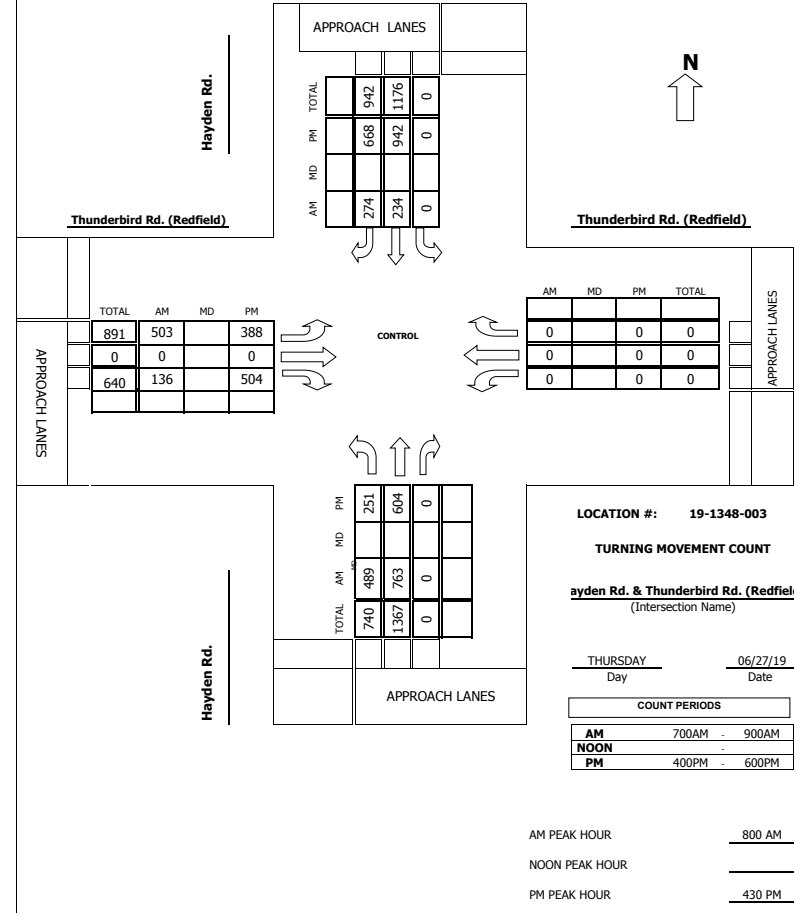 APPROACH LANES
N
Hayden Rd.
TOTAL 942 1176 0
PM 668 942 0
MD
AM 274 234 0
Thunderbird Rd. (Redfield)
Thunderbird Rd. (Redfield)
TOTAL AM MD PM
891 503 388
0 0 0
640 136 504
APPROACH LANES
CONTROL
AM MD PM TOTAL
0 0 0
0 0 0
0 0 0
APPROACH LANES
PM 251 604 0
MD
AM MD 489 763 0
TOTAL 740 1367 0
APPROACH LANES
Hayden Rd.
LOCATION #: 19-1348-003
TURNING MOVEMENT COUNT
ayden Rd. & Thunderbird Rd. (Redfiel
(Intersection Name)
THURSDAY 06/27/19
Day Date
COUNT PERIODS
AM 700AM - 900AM
NOON -
PM 400PM - 600PM
AM PEAK HOUR 800 AM
NOON PEAK HOUR
PM PEAK HOUR 430 PM